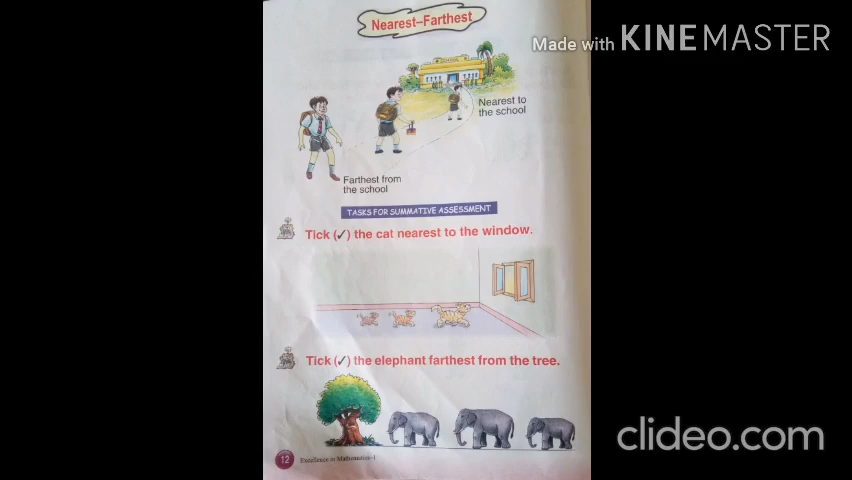 Nearest–Farthest
Made with KINEMASTER
Nearest to
the school
Farthest from
the school
TASKS FOR SUMMATIVE ASSESSMENT
Tick (✓) the cat nearest to the window.
Tick (✓) the elephant farthest from the tree.
clideo.com
12 Excellence in Mathematics–1